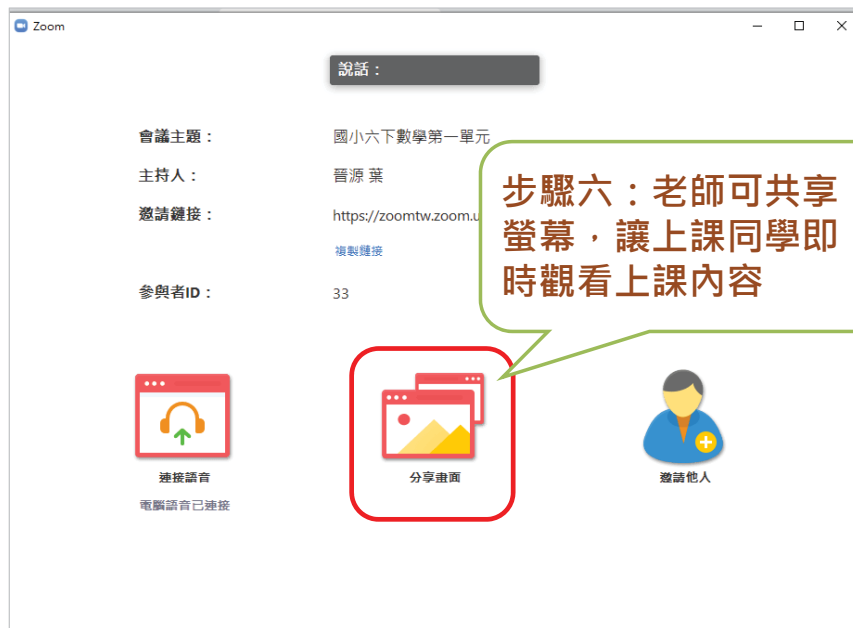 Zoom
說話：
會議主題：
國小六下數學第一單元
主持人：
晉源 葉
邀請鏈接：
https://zoomtw.zoom.u
複製鏈接
參與者ID：
33
步驟六：老師可共享
螢幕，讓上課同學即
時觀看上課內容
連接語音
電腦語音已連接
分享畫面
邀請他人